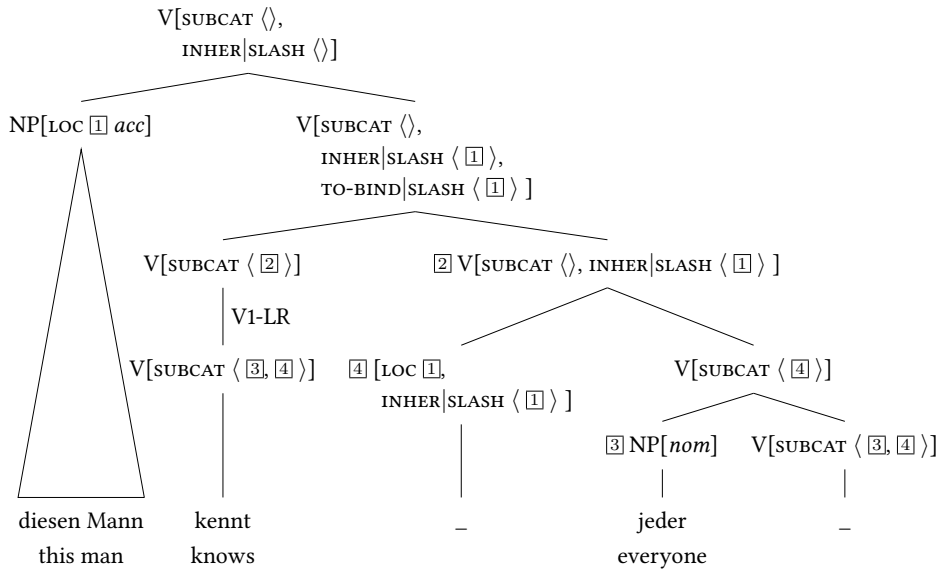 V[SUBCAT ⟨⟩,
INHER|SLASH ⟨⟩]
NP[LOC 1 acc]
V[SUBCAT ⟨⟩,
INHER|SLASH ⟨ 1 ⟩,
TO-BIND|SLASH ⟨ 1 ⟩ ]
V[SUBCAT ⟨ 2 ⟩]
2 V[SUBCAT ⟨⟩, INHER|SLASH ⟨ 1 ⟩ ]
V1-LR
V[SUBCAT ⟨ 3, 4 ⟩]
4 [LOC 1,
INHER|SLASH ⟨ 1 ⟩ ]
V[SUBCAT ⟨ 4 ⟩]
3 NP[nom]
V[SUBCAT ⟨ 3, 4 ⟩]
diesen Mann kennt _ jeder _
this man knows everyone